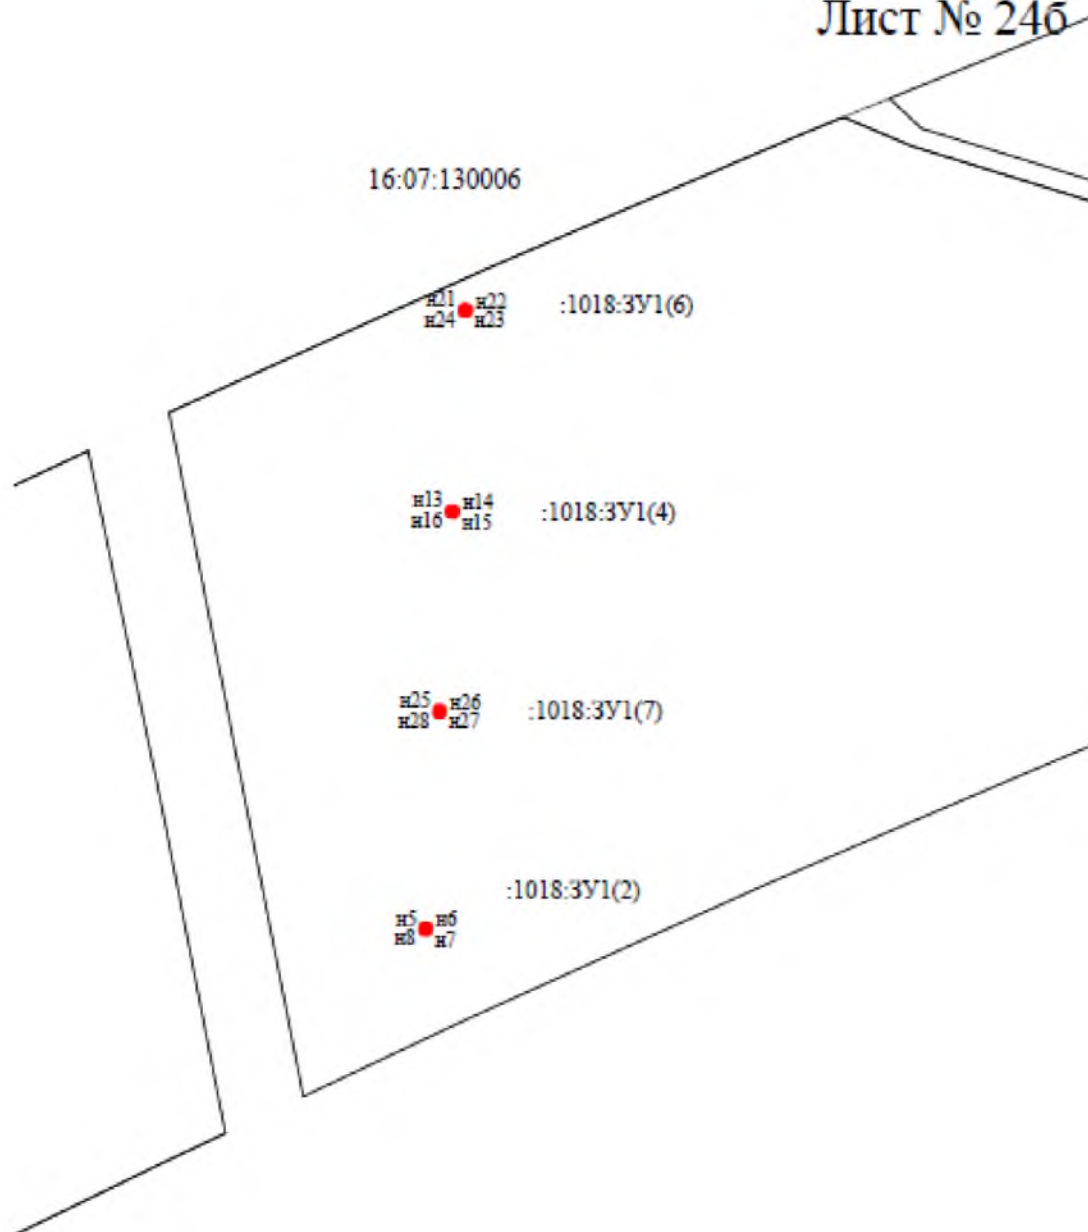 Лист № 24б
16:07:130006
н21 н22
н24 н23
:1018:ЗУ1(6)
н13 н14
н16 н15
:1018:ЗУ1(4)
н25 н26
н28 н27
:1018:ЗУ1(7)
:1018:ЗУ1(2)
н5 н6
н8 н7